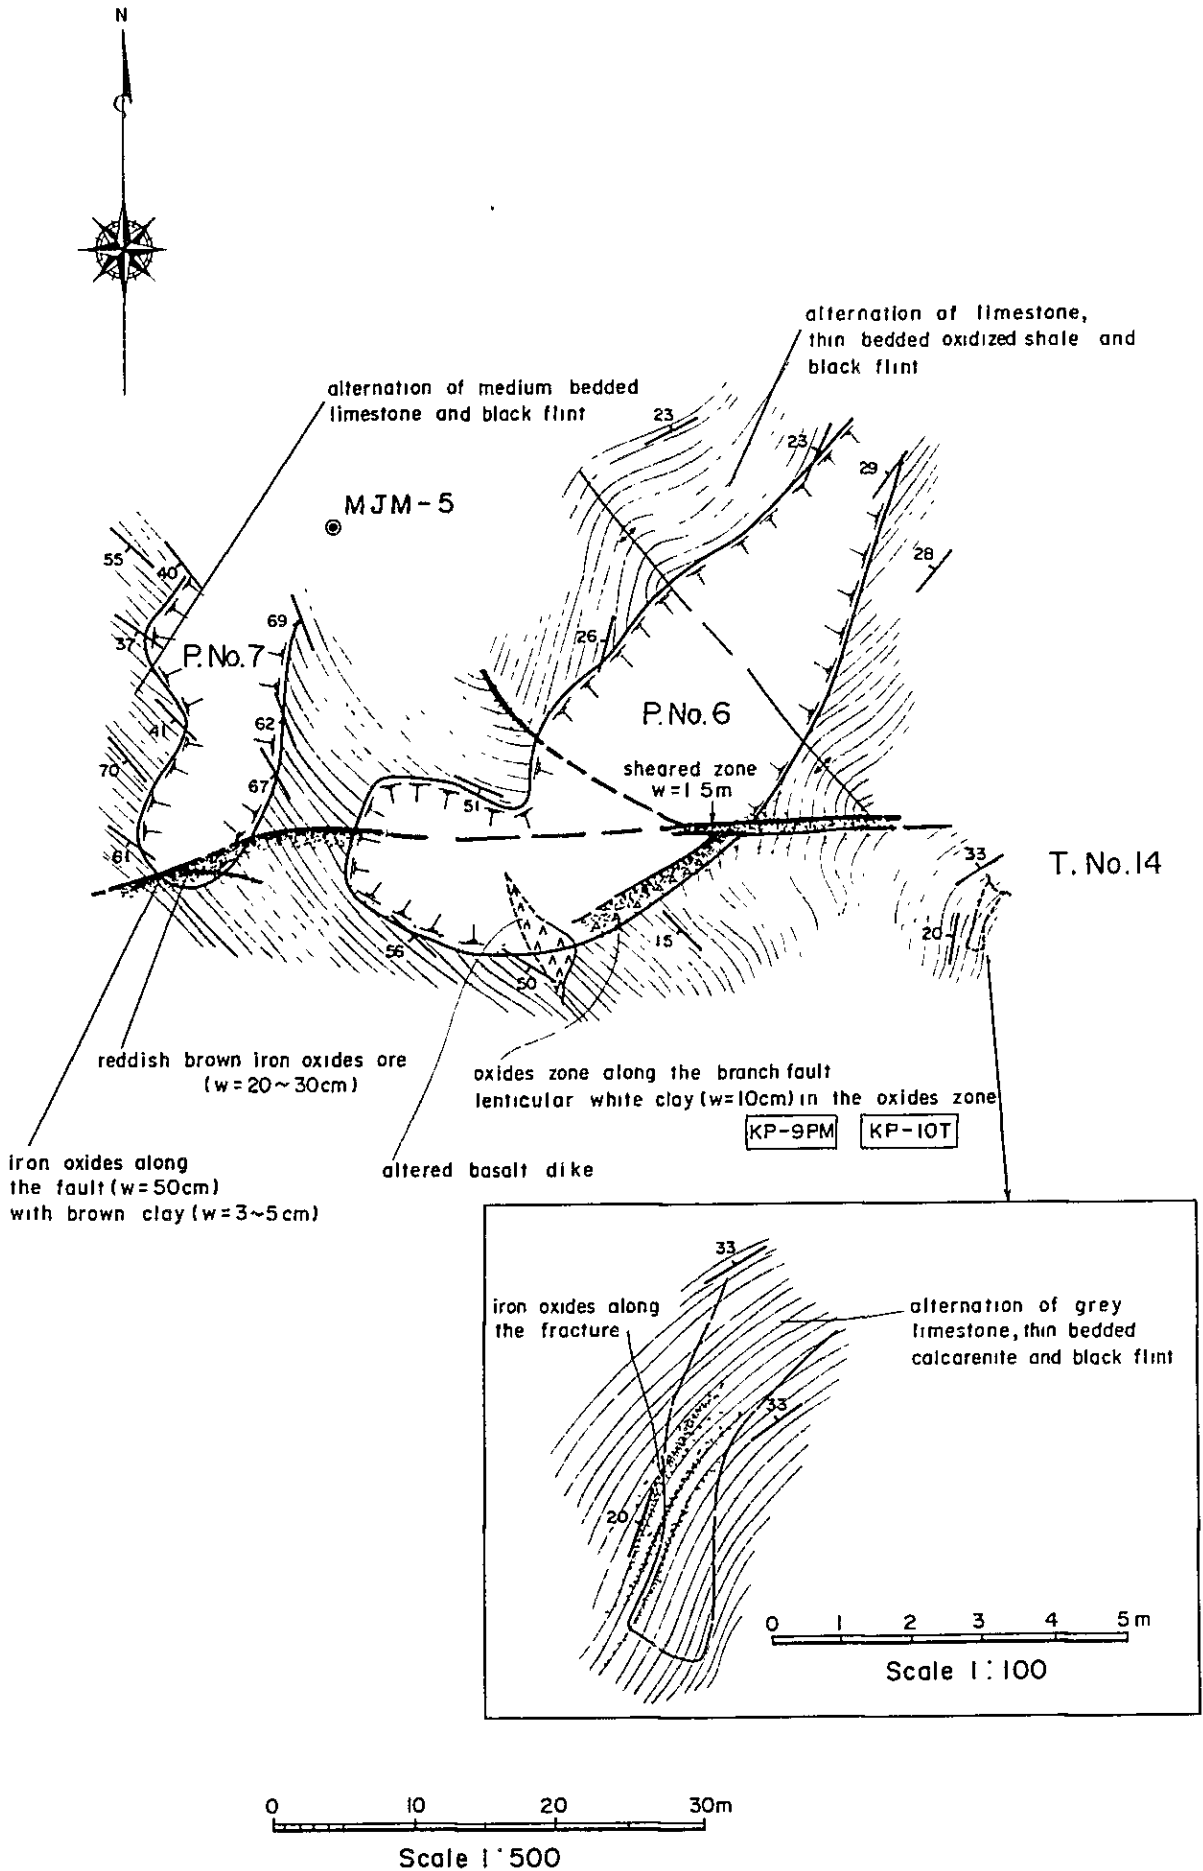 N
alternation of limestone,
thin bedded oxidized shale and
black flint
alternation of medium bedded
limestone and black flint
23
23
29
MJM-5
28
55
40
37
69
26
P.No.7
P.No.6
41
62
70
67
sheared zone
w=1.5m
51
61
33
T. No.14
15
20
56
50
reddish brown iron oxides ore
(w=20~30cm)
oxides zone along the branch fault
lenticular white clay (w=10cm) in the oxides zone
KP-9PM KP-10T
iron oxides along
the fault (w=50cm)
with brown clay (w=3~5cm)
altered basalt dike
33
iron oxides along
the fracture
alternation of grey
limestone, thin bedded
calcarenite and black flint
33
20
0 1 2 3 4 5m
Scale 1:100
0 10 20 30m
Scale 1:500